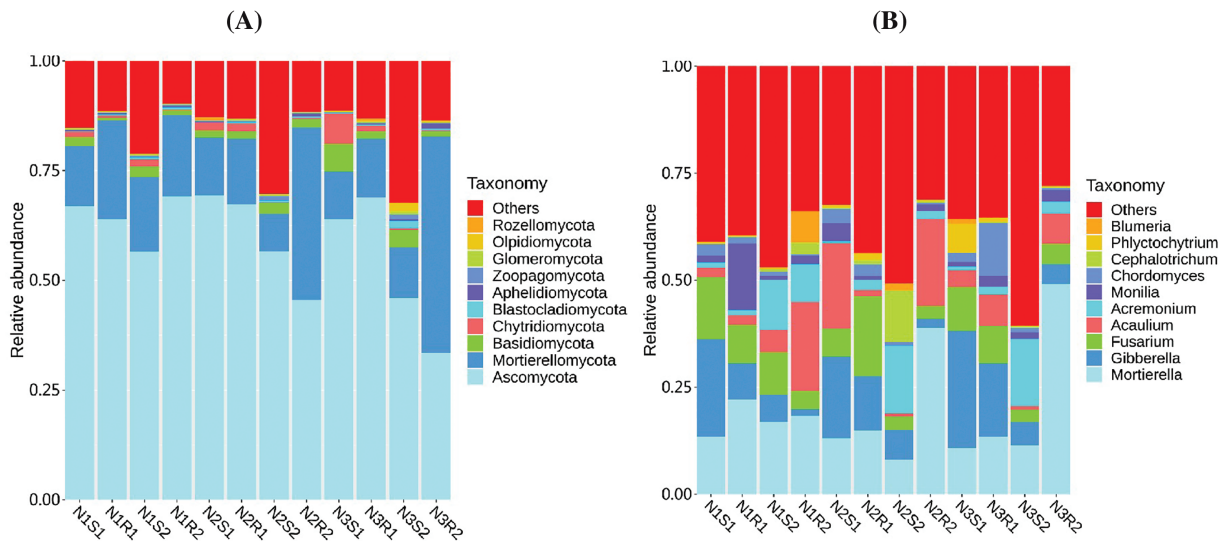 (A)
Relative abundance
1.00
0.75
0.50
0.25
0.00
N1S1
N1R1
N1S2
N1R2
N2S1
N2R1
N2S2
N2R2
N3S1
N3R1
N3S2
N3R2
Taxonomy
Others
Rozellomycota
Olpidiomycota
Glomeromycota
Zoopagomycota
Aphelidiomycota
Blastocladiomycota
Chytridiomycota
Basidiomycota
Mortierellomycota
Ascomycota
(B)
Relative abundance
1.00
0.75
0.50
0.25
0.00
N1S1
N1R1
N1S2
N1R2
N2S1
N2R1
N2S2
N2R2
N3S1
N3R1
N3S2
N3R2
Taxonomy
Others
Blumeria
Phlyctochytrium
Cephalotrichum
Chordomyces
Monilia
Acremonium
Acaulium
Fusarium
Gibberella
Mortierella